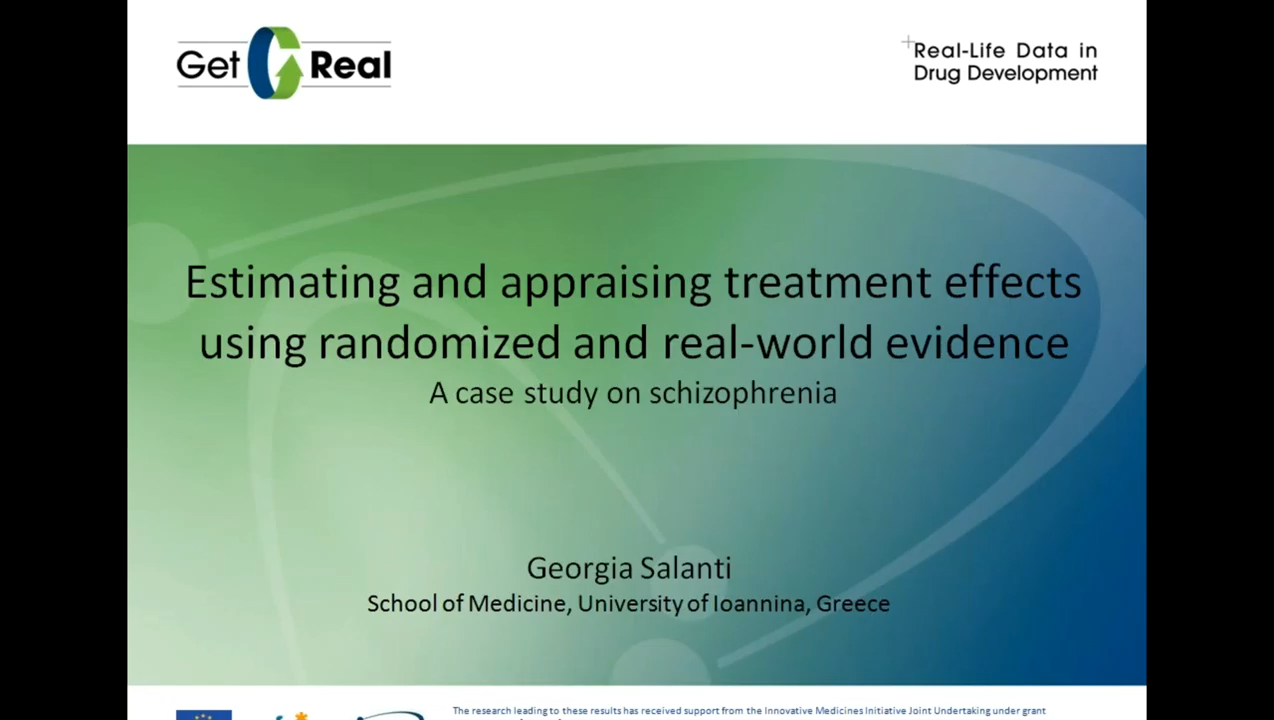 Get Real
Real-Life Data in
Drug Development
Estimating and appraising treatment effects
using randomized and real-world evidence
A case study on schizophrenia
Georgia Salanti
School of Medicine, University of Ioannina, Greece
The research leading to these results has received support from the Innovative Medicines Initiative Joint Undertaking under grant